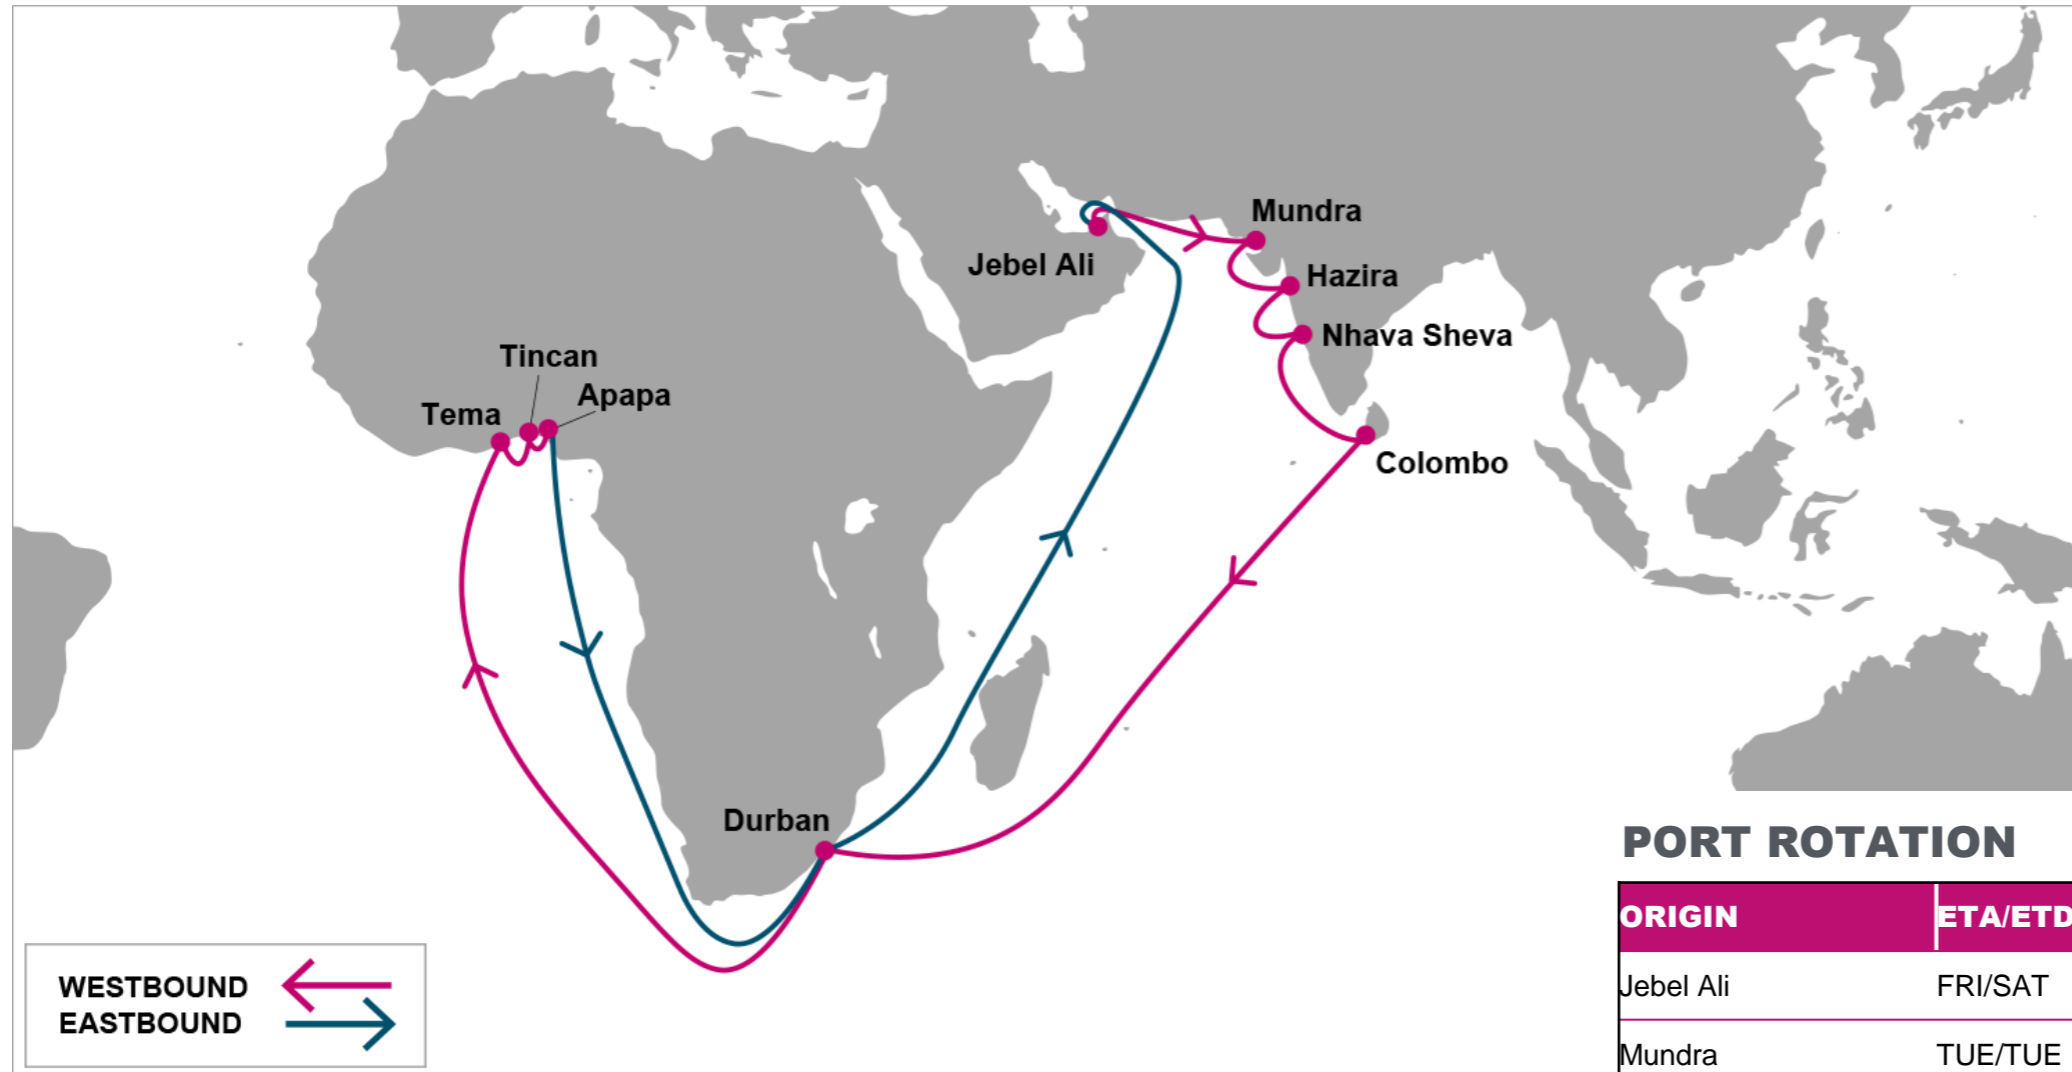 Mundra
Jebel Ali
Hazira
Nhava Sheva
Tincan
Apapa
Tema
Colombo
Durban
PORT ROTATION
ORIGIN ETA/ETD
Jebel Ali FRI/SAT
Mundra TUE/TUE
WESTBOUND
EASTBOUND